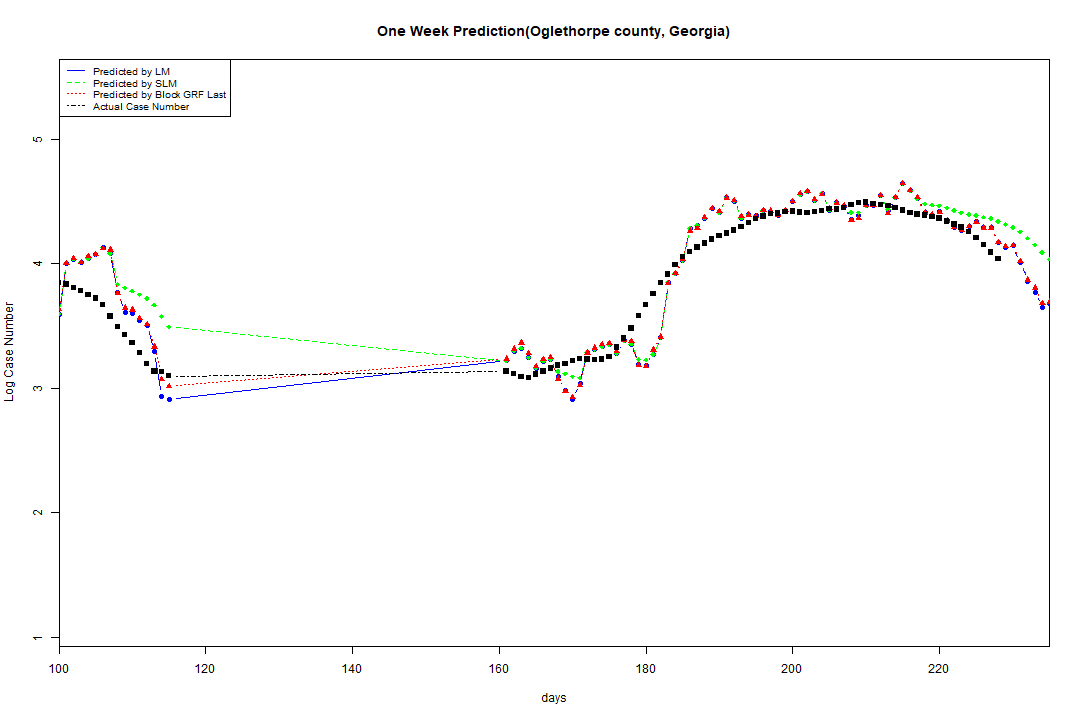 One Week Prediction(Oglethorpe county, Georgia)
Predicted by LM
Predicted by SLM
Predicted by Block GRF Last
Actual Case Number
5
4
3
2
1
Log Case Number
100 120 140 160 180 200 220
days